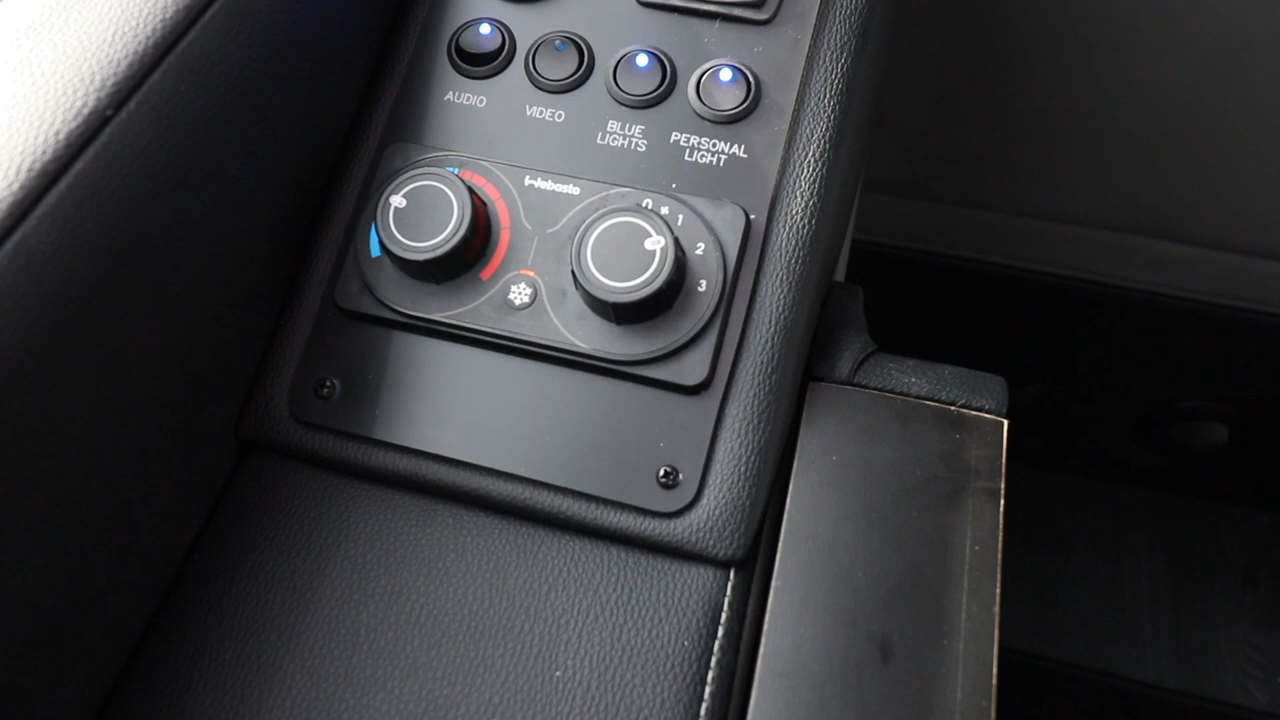 AUDIO
VIDEO
BLUE
LIGHTS
PERSONAL
LIGHT
Webasto
0
1
2
3